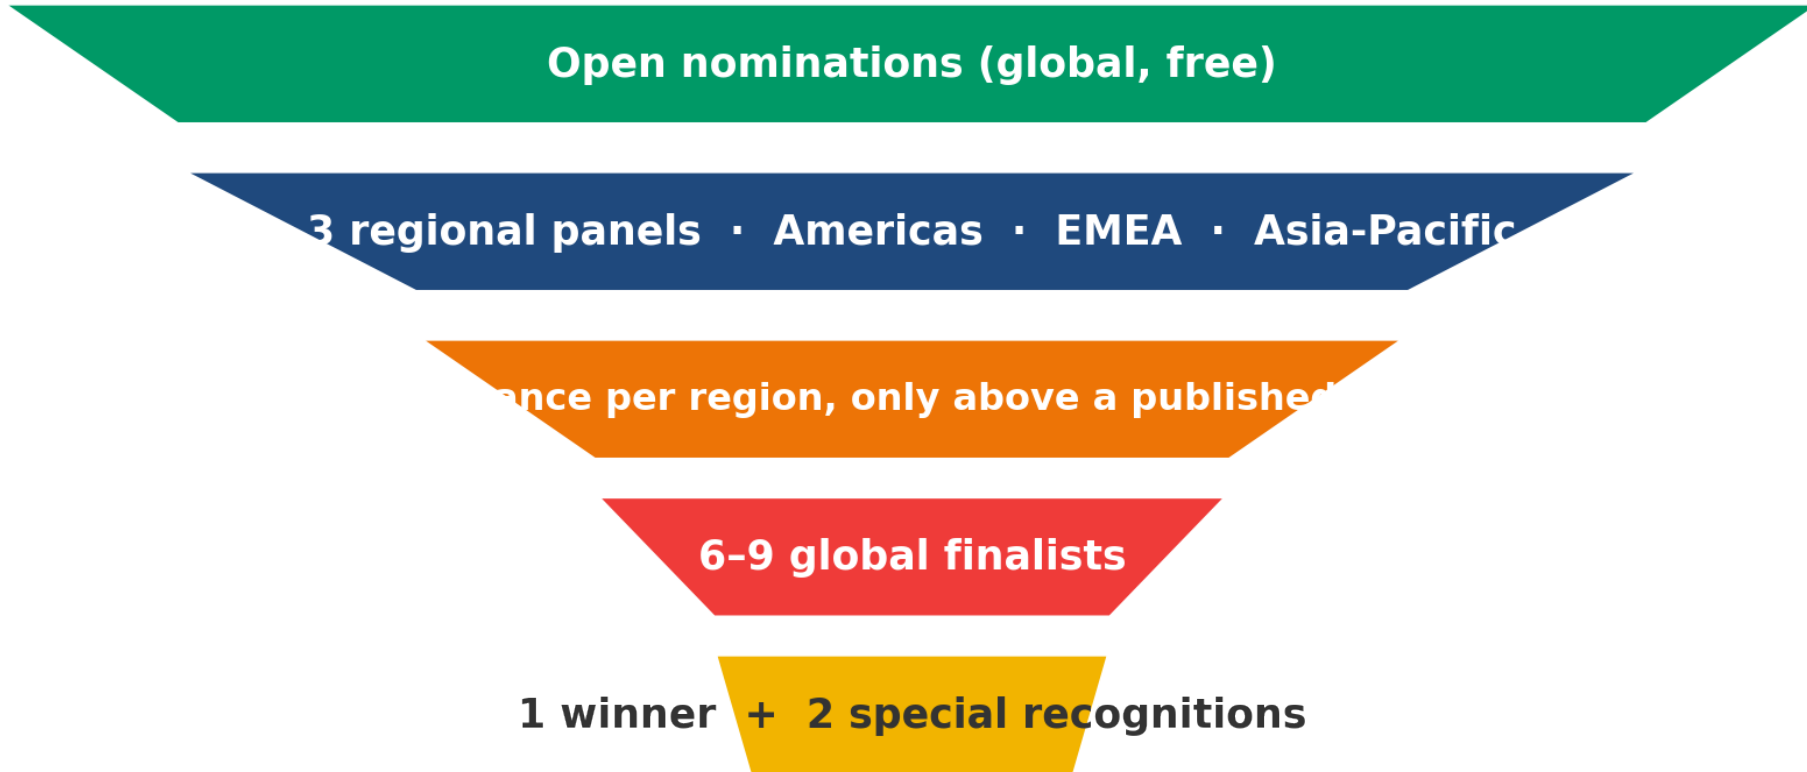 Open nominations (global, free)
3 regional panels · Americas · EMEA · Asia-Pacific
per region, only above a published
6–9 global finalists
1 winner + 2 special recognitions